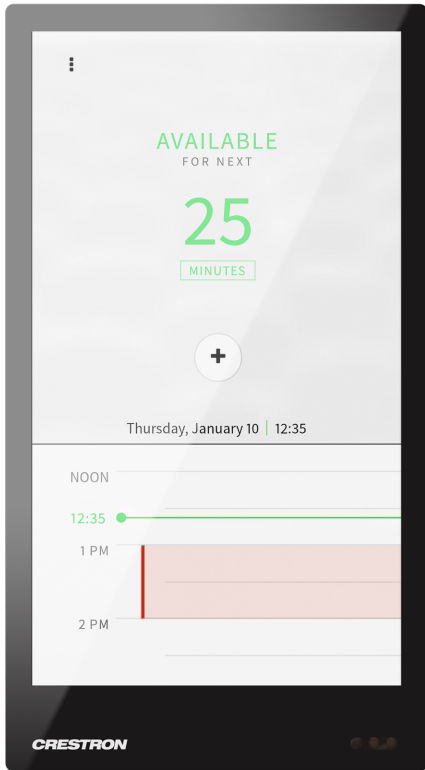 AVAILABLE
FOR NEXT
25
MINUTES
Thursday, January 10 | 12:35
NOON
12:35
1 PM
2 PM
CRESTRON